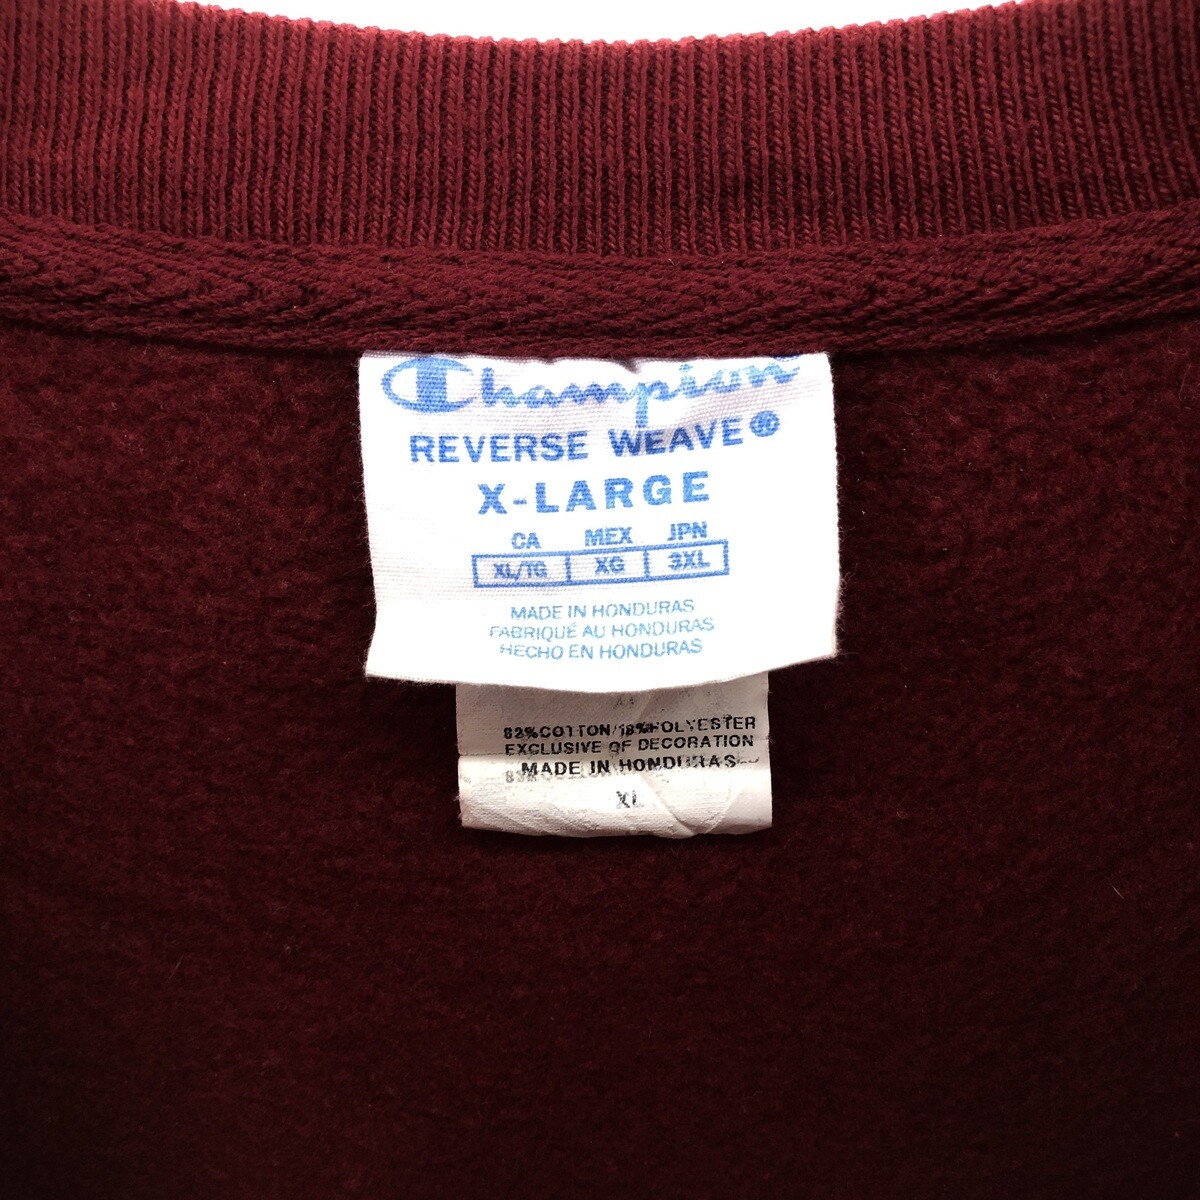 Champion
REVERSE WEAVE®
X-LARGE
CA MEX JPN
XL/TG XG 3XL
MADE IN HONDURAS
FABRIQUÉ AU HONDURAS
HECHO EN HONDURAS
82%COTTON/18%POLYESTER
EXCLUSIVE OF DECORATION
MADE IN HONDURAS
XL